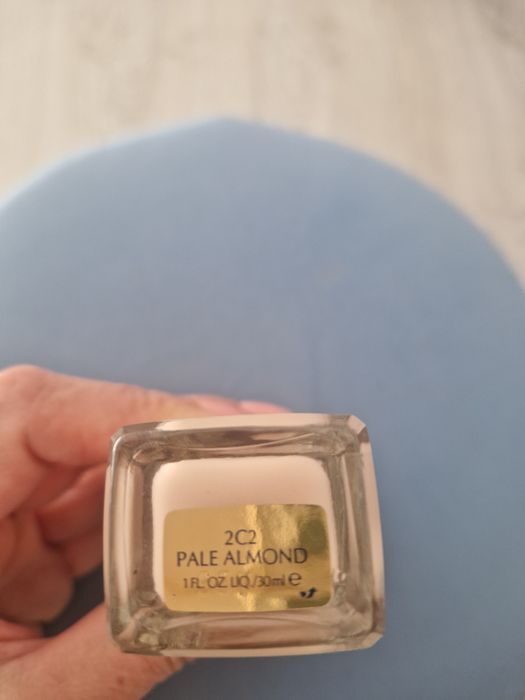 2C2
PALE ALMOND
1 FL. OZ. LIQ./30ml ℮